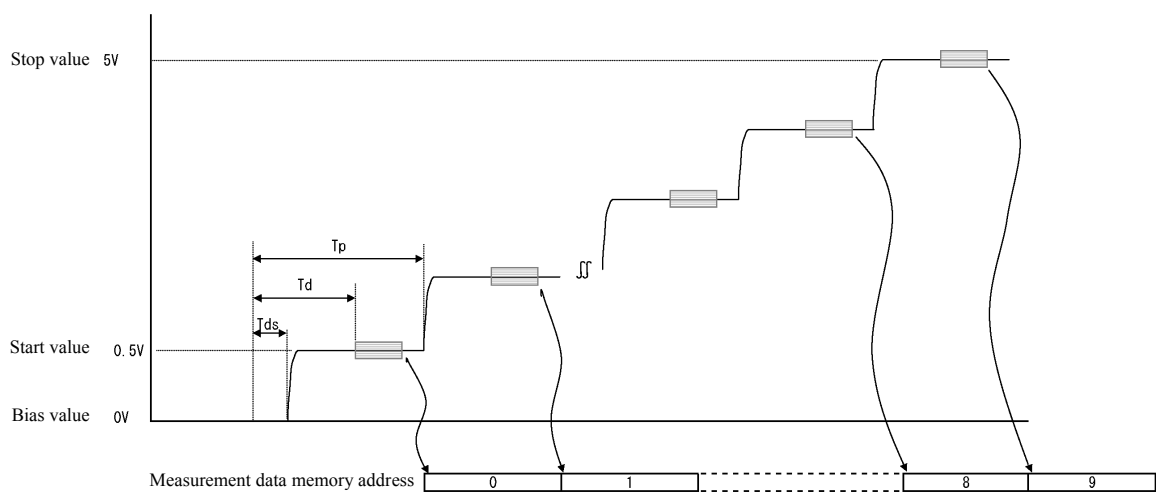 Stop value 5V
Tp
Td
Tds
Start value 0.5V
Bias value 0V
Measurement data memory address 0 1 8 9